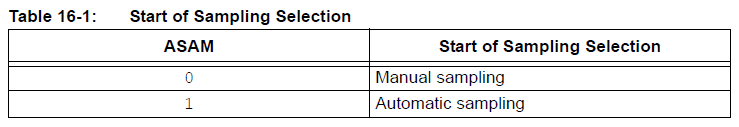 Table 16-1: Start of Sampling Selection
ASAM Start of Sampling Selection
0 Manual sampling
1 Automatic sampling